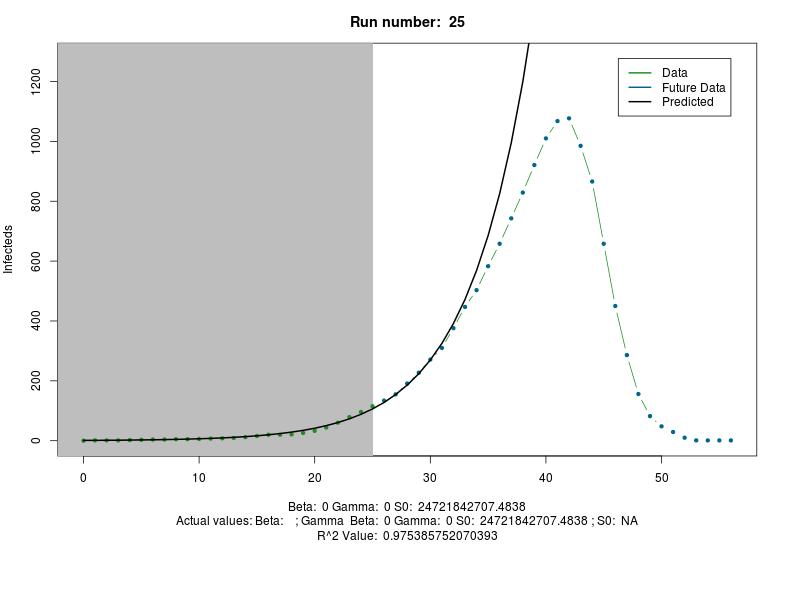 Run number: 25
1200
1000
800
600
400
200
0
Infecteds
Data
Future Data
Predicted
0 10 20 30 40 50
Beta: 0 Gamma: 0 S0: 24721842707.4838
Actual values: Beta: ; Gamma Beta: 0 Gamma: 0 S0: 24721842707.4838 ; S0: NA
R^2 Value: 0.975385752070393